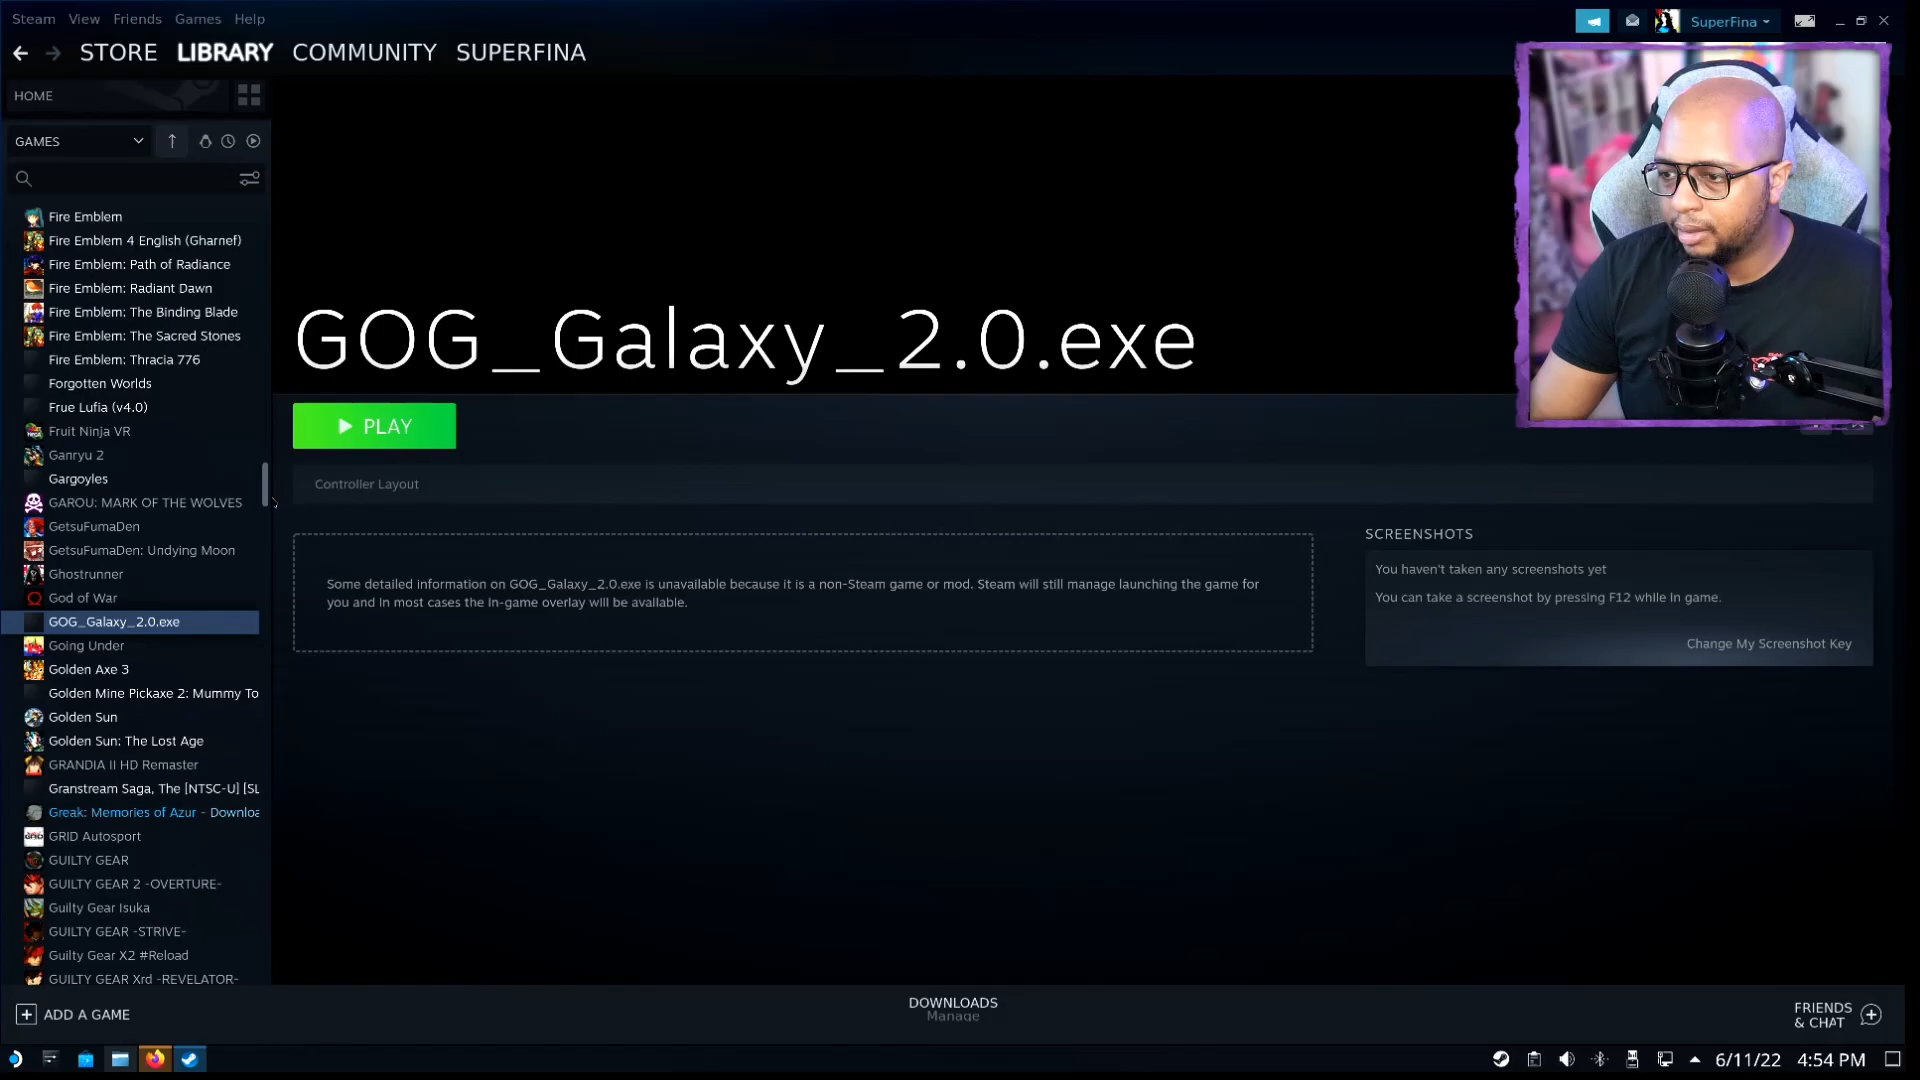 Steam View Friends Games Help
SuperFina
STORE LIBRARY COMMUNITY SUPERFINA
HOME
GAMES
Fire Emblem
Fire Emblem 4 English (Gharnef)
Fire Emblem: Path of Radiance
Fire Emblem: Radiant Dawn
Fire Emblem: The Binding Blade
Fire Emblem: The Sacred Stones
Fire Emblem: Thracia 776
Forgotten Worlds
Frue Lufia (v4.0)
Fruit Ninja VR
Ganryu 2
Gargoyles
GAROU: MARK OF THE WOLVES
GetsuFumaDen
GetsuFumaDen: Undying Moon
Ghostrunner
God of War
GOG_Galaxy_2.0.exe
Going Under
Golden Axe 3
Golden Mine Pickaxe 2: Mummy To
Golden Sun
Golden Sun: The Lost Age
GRANDIA II HD Remaster
Granstream Saga, The [NTSC-U] [SL
Greak: Memories of Azur - Downloa
GRID Autosport
GUILTY GEAR
GUILTY GEAR 2 -OVERTURE-
Guilty Gear Isuka
GUILTY GEAR -STRIVE-
Guilty Gear X2 #Reload
GUILTY GEAR Xrd -REVELATOR-
GOG_Galaxy_2.0.exe
PLAY
Controller Layout
Some detailed information on GOG_Galaxy_2.0.exe is unavailable because it is a non-Steam game or mod. Steam will still manage launching the game for
you and in most cases the in-game overlay will be available.
SCREENSHOTS
You haven't taken any screenshots yet
You can take a screenshot by pressing F12 while in game.
Change My Screenshot Key
ADD A GAME
DOWNLOADS
Manage
FRIENDS
& CHAT
6/11/22 4:54 PM